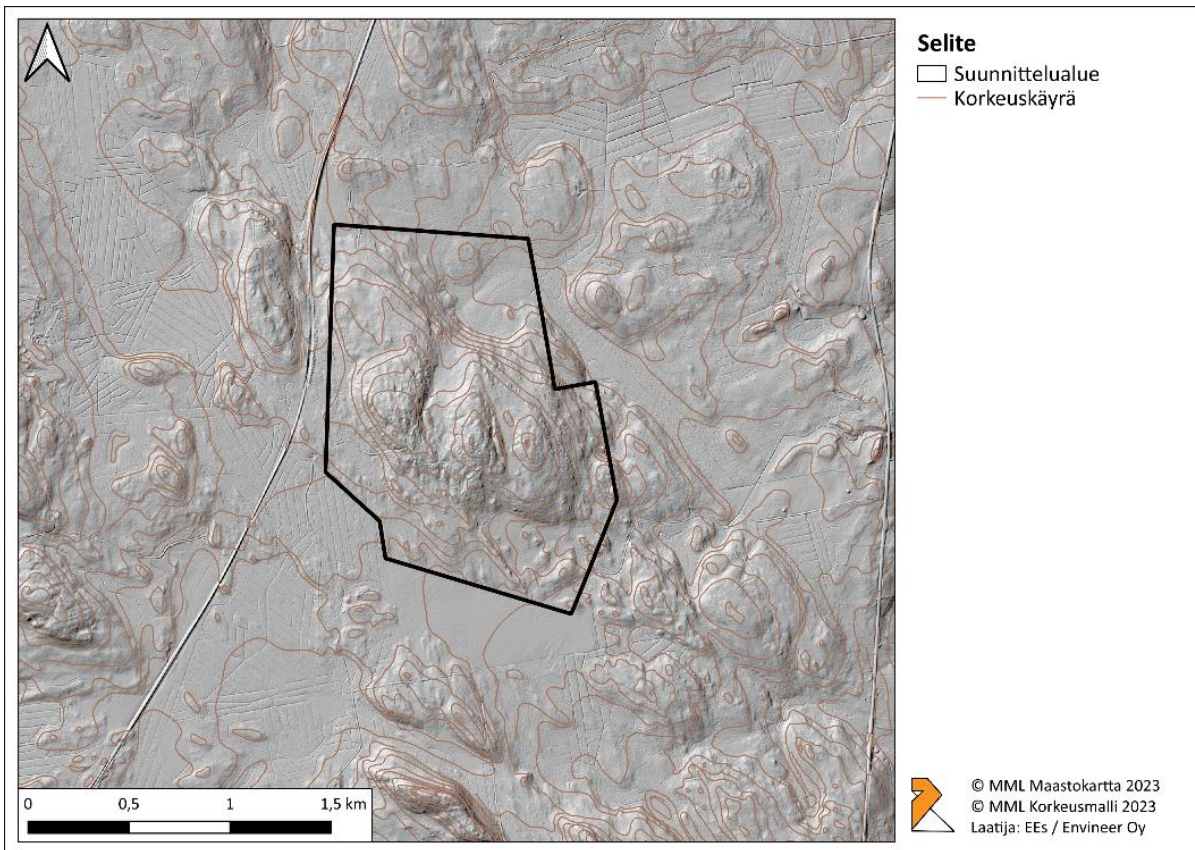 Selite
Suunnittelualue
Korkeuskäyrä
0 0,5 1 1,5 km
© MML Maastokartta 2023
© MML Korkeusmalli 2023
Laatija: EEs / Envineer Oy